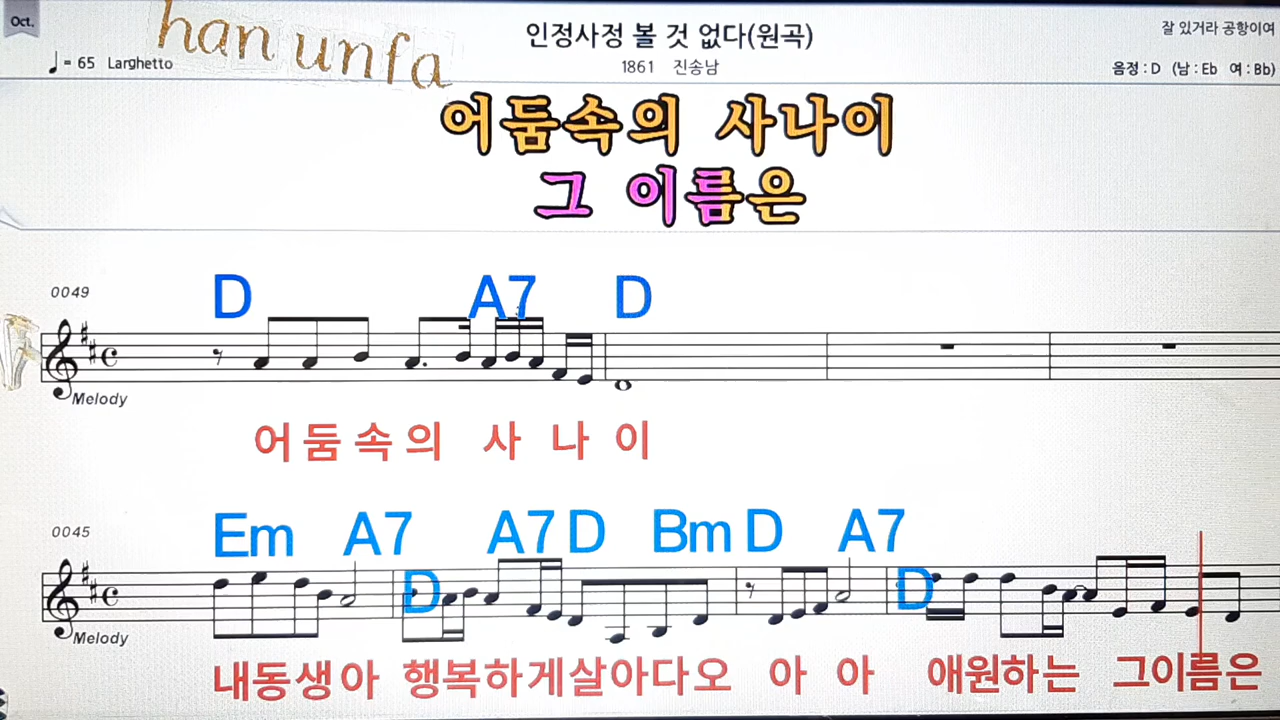 Oct.
han unfa
인정사정 볼 것 없다(원곡)
잘 있거라 공항이여
♩= 65 Larghetto
1861 진송남
음정 : D (남 : Eb 여 : Bb)
어둠속의 사나이
그 이름은
0049
D A7 D
Melody
어 둠 속 의 사 나 이
0045
Em A7 A7 D Bm D A7
D D
Melody
내동생아 행복하게살아다오 아 아 애원하는 그이름은